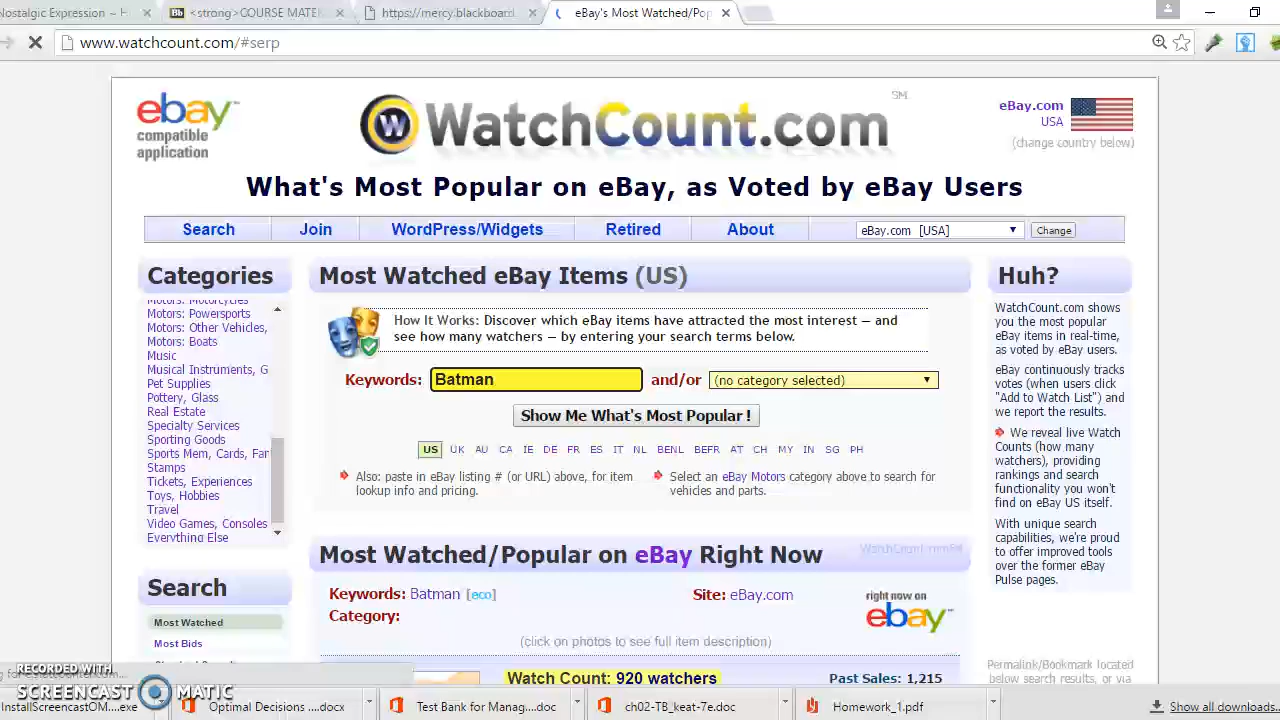 Nostalgic Expression – H
<strong>COURSE MATE
https://mercy.blackboard
eBay's Most Watched/Pop
www.watchcount.com/#serp
ebay™
compatible
application
W WatchCount.com SM
eBay.com
USA
(change country below)
What's Most Popular on eBay, as Voted by eBay Users
Search Join WordPress/Widgets Retired About eBay.com [USA] Change
Categories
Motors: Motorcycles
Motors: Powersports
Motors: Other Vehicles,
Motors: Boats
Music
Musical Instruments, G
Pet Supplies
Pottery, Glass
Real Estate
Specialty Services
Sporting Goods
Sports Mem, Cards, Fan
Stamps
Tickets, Experiences
Toys, Hobbies
Travel
Video Games, Consoles
Everything Else
Search
Most Watched
Most Bids
Most Watched eBay Items (US)
How It Works: Discover which eBay items have attracted the most interest — and
see how many watchers — by entering your search terms below.
Keywords: Batman and/or (no category selected)
Show Me What's Most Popular !
US UK AU CA IE DE FR ES IT NL BENL BEFR AT CH MY IN SG PH
Also: paste in eBay listing # (or URL) above, for item
lookup info and pricing.
Select an eBay Motors category above to search for
vehicles and parts.
Most Watched/Popular on eBay Right Now
Keywords: Batman [eco] Site: eBay.com
Category:
right now on
ebay™
(click on photos to see full item description)
Watch Count: 920 watchers Past Sales: 1,215
Huh?
WatchCount.com shows
you the most popular
eBay items in real-time,
as voted by eBay users.
eBay continuously tracks
votes (when users click
"Add to Watch List") and
we report the results.
We reveal live Watch
Counts (how many
watchers), providing
rankings and search
functionality you won't
find on eBay US itself.
With unique search
capabilities, we're proud
to offer improved tools
over the former eBay
Pulse pages.
Permalink/Bookmark located
below search results, or via
RECORDED WITH
SCREENCAST MATIC
InstallScreencastOM....exe
Optimal Decisions ....docx
Test Bank for Manag....doc
ch02-TB_keat-7e.doc
Homework_1.pdf
Show all downloads...